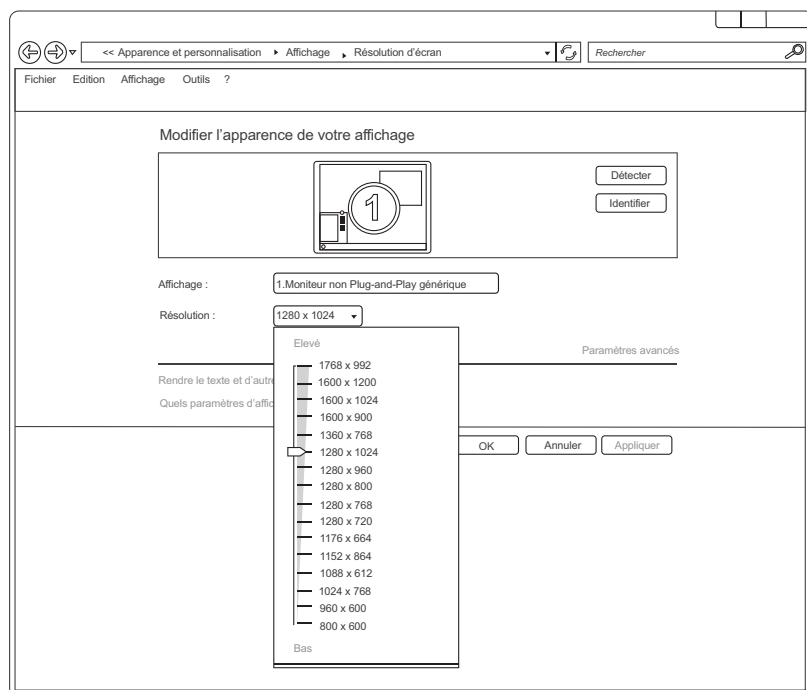 << Apparence et personnalisation Affichage Résolution d'écran Rechercher
Fichier Edition Affichage Outils ?
Modifier l'apparence de votre affichage
1
Détecter
Identifier
Affichage : 1.Moniteur non Plug-and-Play générique
Résolution : 1280 x 1024
Elevé
Paramètres avancés
1768 x 992
Rendre le texte et d'autre
1600 x 1200
1600 x 1024
Quels paramètres d'affic
1600 x 900
1360 x 768
1280 x 1024
OK Annuler Appliquer
1280 x 960
1280 x 800
1280 x 768
1280 x 720
1176 x 664
1152 x 864
1088 x 612
1024 x 768
960 x 600
800 x 600
Bas